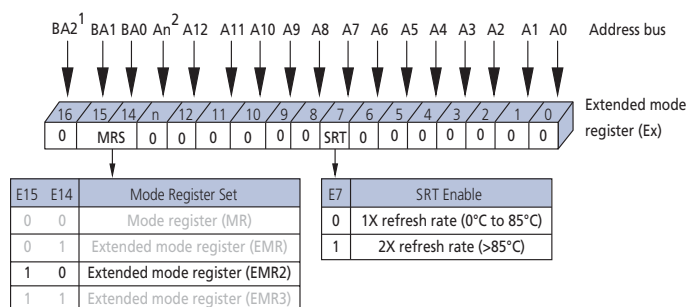 BA2¹ BA1 BA0 An² A12 A11 A10 A9 A8 A7 A6 A5 A4 A3 A2 A1 A0 Address bus
16 15 14 n 12 11 10 9 8 7 6 5 4 3 2 1 0
Extended mode
register (Ex)
0 MRS 0 0 0 0 0 0 SRT 0 0 0 0 0 0 0
E15 E14 Mode Register Set
0 0 Mode register (MR)
0 1 Extended mode register (EMR)
1 0 Extended mode register (EMR2)
1 1 Extended mode register (EMR3)
E7 SRT Enable
0 1X refresh rate (0°C to 85°C)
1 2X refresh rate (>85°C)